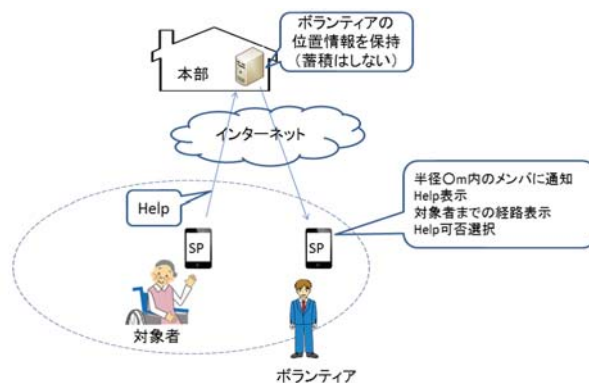 ボランティアの
位置情報を保持
(蓄積はしない)
本部
インターネット
Help
半径〇m内のメンバに通知
Help表示
対象者までの経路表示
Help可否選択
SP
SP
対象者
ボランティア